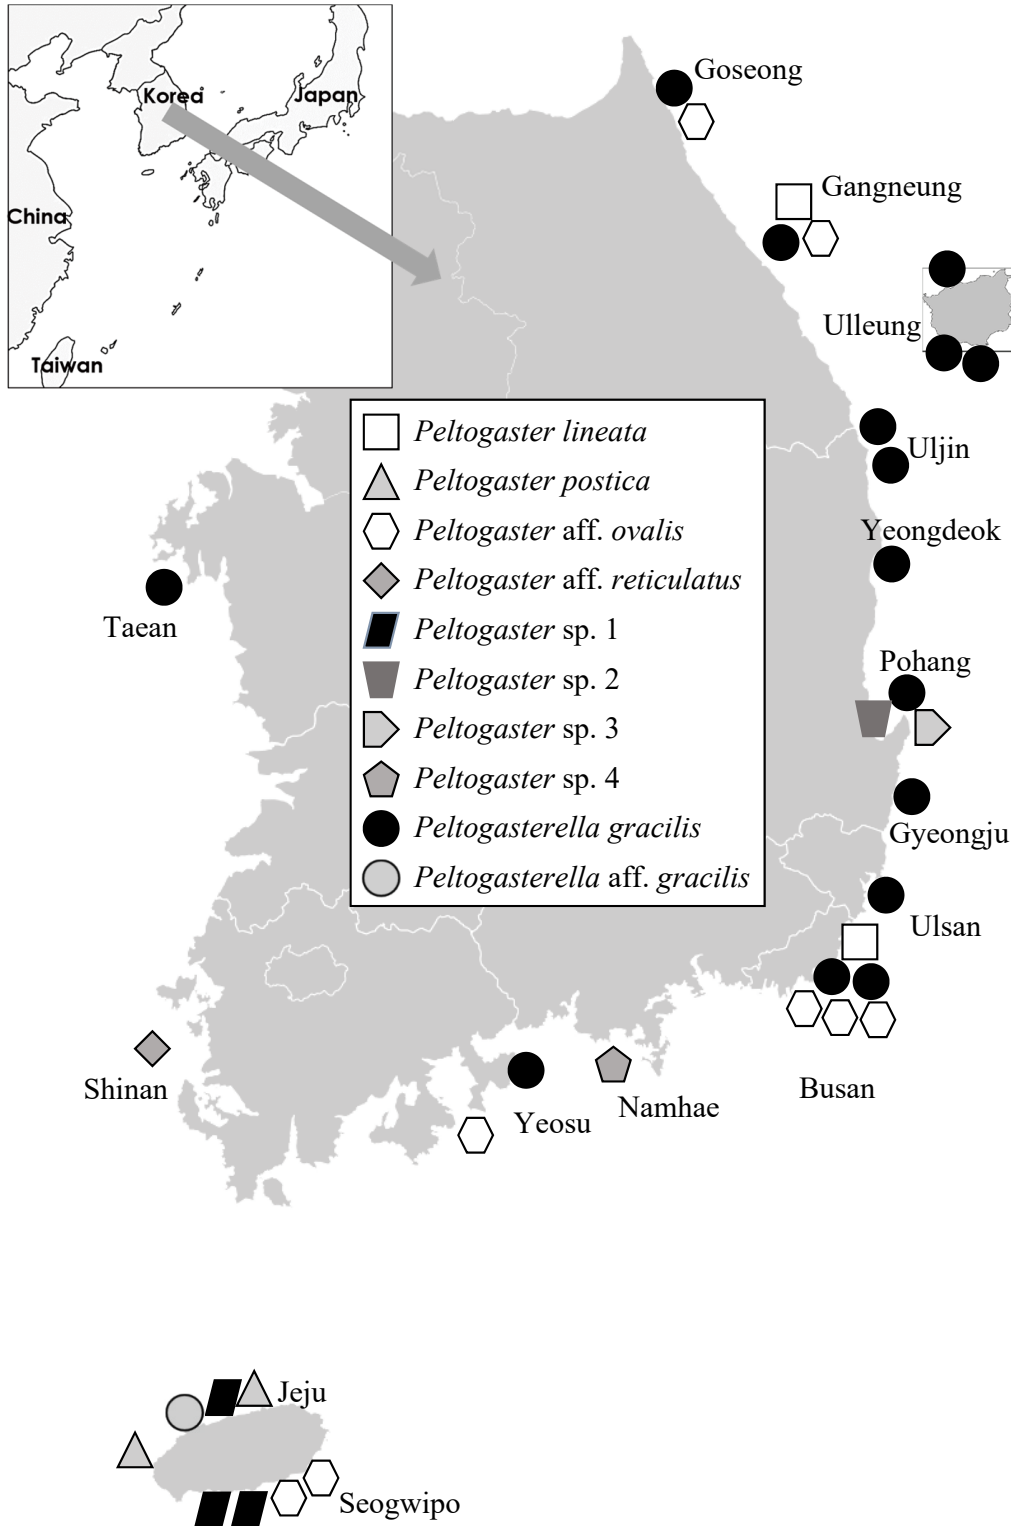 Korea
Japan
China
Taiwan
Goseong
Gangneung
Ulleung
Uljin
Yeongdeok
Pohang
Gyeongju
Ulsan
Busan
Namhae
Yeosu
Shinan
Taean
Jeju
Seogwipo
Peltogaster lineata
Peltogaster postica
Peltogaster aff. ovalis
Peltogaster aff. reticulatus
Peltogaster sp. 1
Peltogaster sp. 2
Peltogaster sp. 3
Peltogaster sp. 4
Peltogasterella gracilis
Peltogasterella aff. gracilis